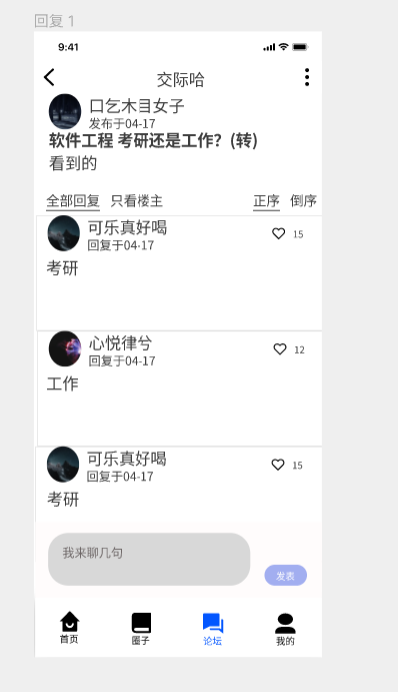 回复 1
9:41
交际哈
口乞木彐女子
发布于04-17
软件工程 考研还是工作？(转)
看到的
全部回复 只看楼主 正序 倒序
可乐真好喝
回复于04-17
15
考研
心悦律兮
回复于04-17
12
工作
可乐真好喝
回复于04-17
15
考研
我来聊几句
发表
首页 圈子 论坛 我的